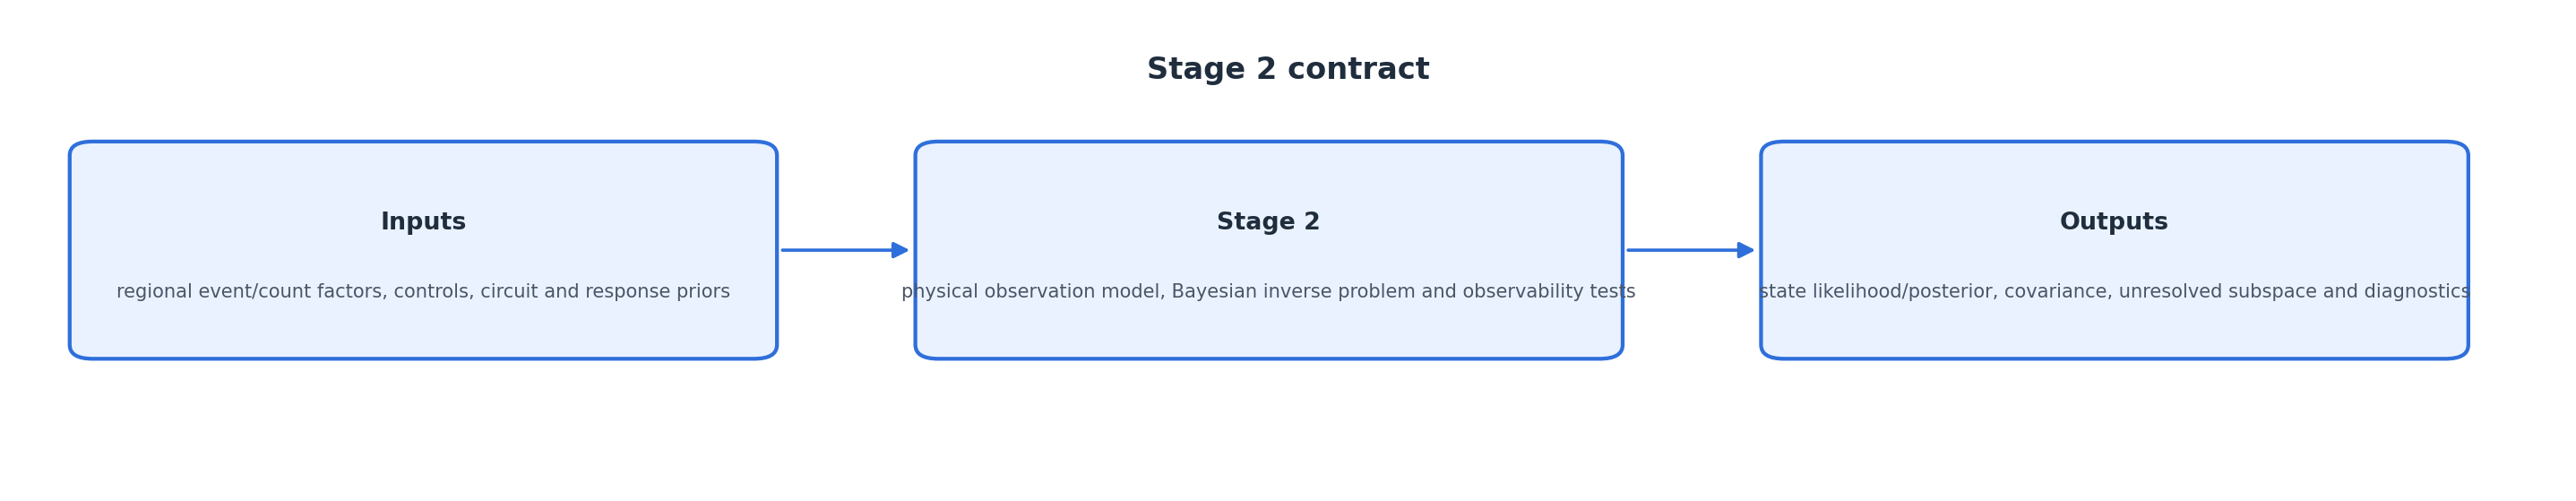 Stage 2 contract
Inputs
regional event/count factors, controls, circuit and response priors
Stage 2
physical observation model, Bayesian inverse problem and observability tests
Outputs
state likelihood/posterior, covariance, unresolved subspace and diagnostics